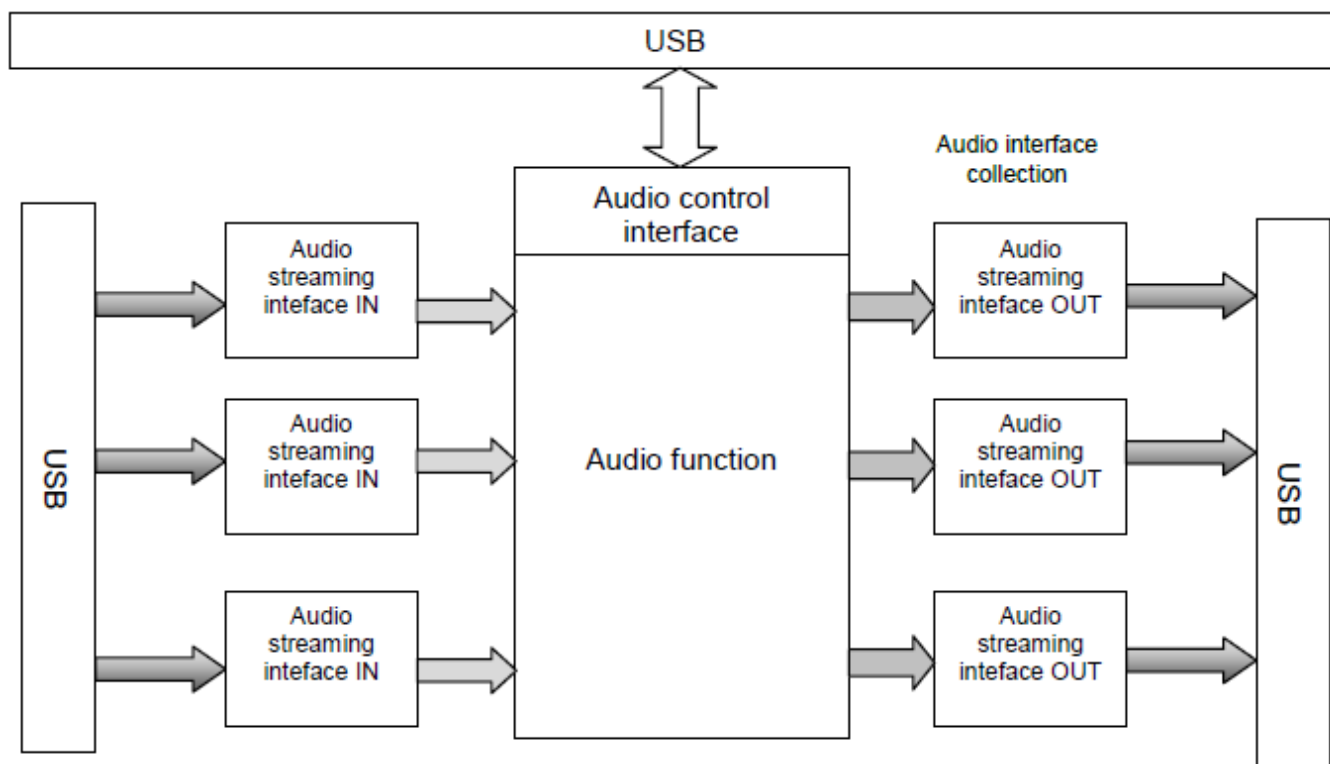 USB
Audio interface
collection
Audio control
interface
USB
Audio
streaming
inteface IN
Audio
streaming
inteface OUT
Audio
streaming
inteface IN
Audio function
Audio
streaming
inteface OUT
USB
Audio
streaming
inteface IN
Audio
streaming
inteface OUT